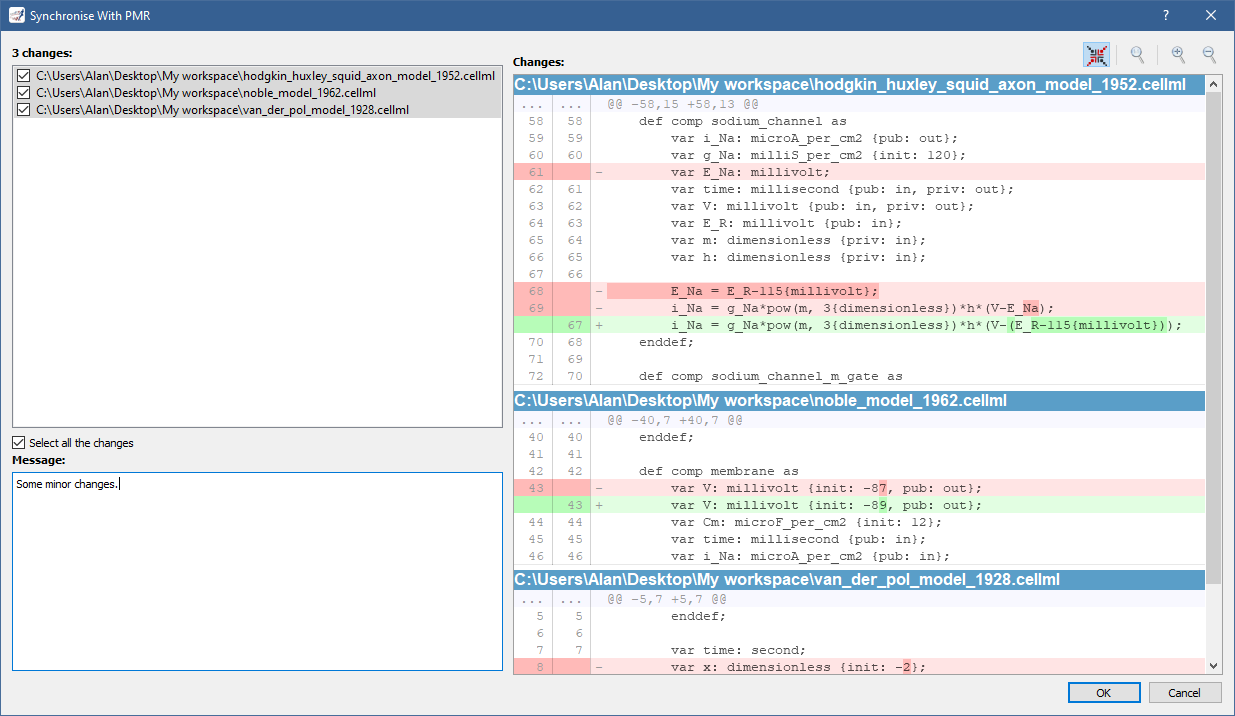 Synchronise With PMR
3 changes:
C:\Users\Alan\Desktop\My workspace\hodgkin_huxley_squid_axon_model_1952.cellml
C:\Users\Alan\Desktop\My workspace\noble_model_1962.cellml
C:\Users\Alan\Desktop\My workspace\van_der_pol_model_1928.cellml
Select all the changes
Message:
Some minor changes.
Changes:
C:\Users\Alan\Desktop\My workspace\hodgkin_huxley_squid_axon_model_1952.cellml
... ... @@ -58,15 +58,13 @@
58 58 def comp sodium_channel as
59 59 var i_Na: microA_per_cm2 {pub: out};
60 60 var g_Na: milliS_per_cm2 {init: 120};
61 - var E_Na: millivolt;
62 61 var time: millisecond {pub: in, priv: out};
63 62 var V: millivolt {pub: in, priv: out};
64 63 var E_R: millivolt {pub: in};
65 64 var m: dimensionless {priv: in};
66 65 var h: dimensionless {priv: in};
67 66
68 - E_Na = E_R-115{millivolt};
69 - i_Na = g_Na*pow(m, 3{dimensionless})*h*(V-E_Na);
67 + i_Na = g_Na*pow(m, 3{dimensionless})*h*(V-(E_R-115{millivolt}));
70 68 enddef;
71 69
72 70 def comp sodium_channel_m_gate as
C:\Users\Alan\Desktop\My workspace\noble_model_1962.cellml
... ... @@ -40,7 +40,7 @@
40 40 enddef;
41 41
42 42 def comp membrane as
43 - var V: millivolt {init: -87, pub: out};
43 + var V: millivolt {init: -89, pub: out};
44 44 var Cm: microF_per_cm2 {init: 12};
45 45 var time: millisecond {pub: in};
46 46 var i_Na: microA_per_cm2 {pub: in};
C:\Users\Alan\Desktop\My workspace\van_der_pol_model_1928.cellml
... ... @@ -5,7 +5,7 @@
5 5 enddef;
6 6
7 7 var time: second;
8 - var x: dimensionless {init: -2};
OK
Cancel